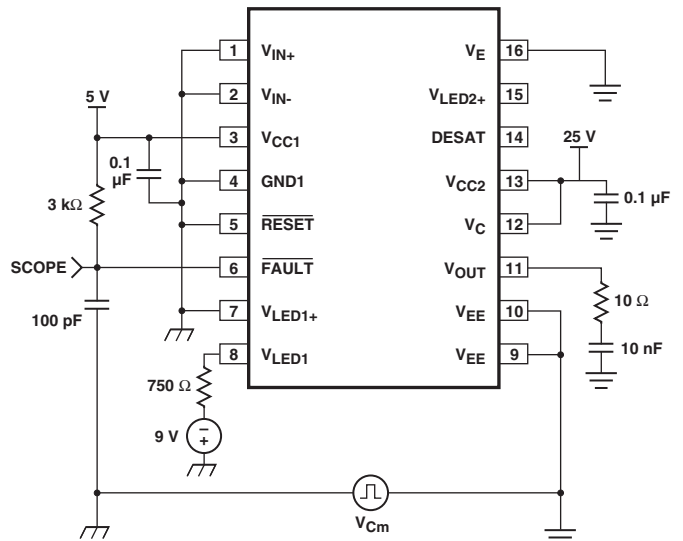 1 V_IN+
2 V_IN-
3 V_CC1
4 GND1
5 RESET
6 FAULT
7 V_LED1+
8 V_LED1
V_E 16
V_LED2+ 15
DESAT 14
V_CC2 13
V_C 12
V_OUT 11
V_EE 10
V_EE 9
5 V
0.1
µF
3 kΩ
SCOPE
100 pF
750 Ω
9 V
− 
+
25 V
0.1 µF
10 Ω
10 nF
V_Cm